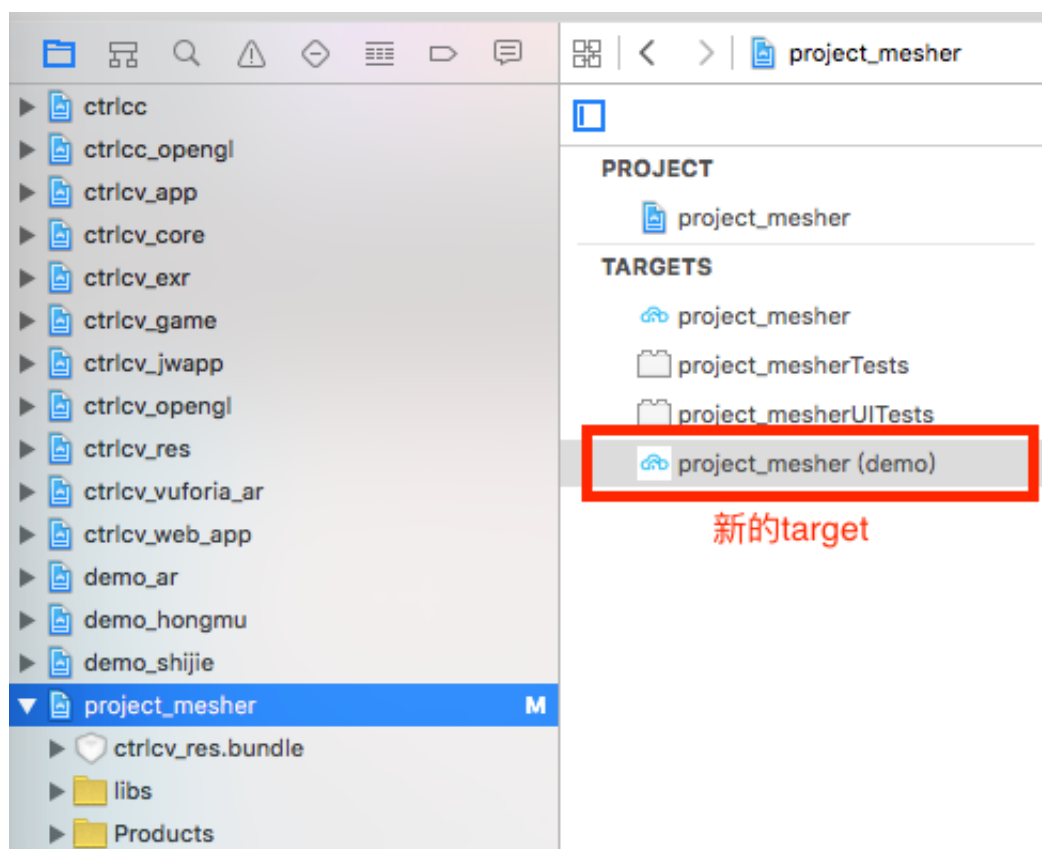 ctrlcc
ctrlcc_opengl
ctrlcv_app
ctrlcv_core
ctrlcv_exr
ctrlcv_game
ctrlcv_jwapp
ctrlcv_opengl
ctrlcv_res
ctrlcv_vuforia_ar
ctrlcv_web_app
demo_ar
demo_hongmu
demo_shijie
project_mesher M
ctrlcv_res.bundle
libs
Products
project_mesher
PROJECT
project_mesher
TARGETS
project_mesher
project_mesherTests
project_mesherUITests
project_mesher (demo)
新的target